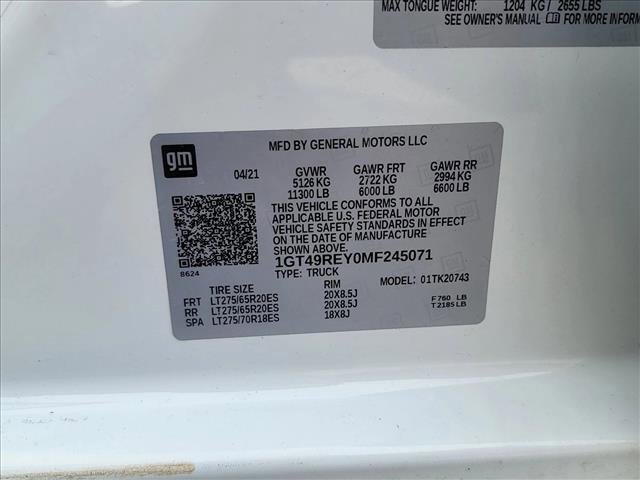 MAX TONGUE WEIGHT: 1204 KG / 2655 LBS
SEE OWNER'S MANUAL FOR MORE INFORM
gm
MFD BY GENERAL MOTORS LLC
04/21 GVWR GAWR FRT GAWR RR
5126 KG 2722 KG 2994 KG
11300 LB 6000 LB 6600 LB
THIS VEHICLE CONFORMS TO ALL
APPLICABLE U.S. FEDERAL MOTOR
VEHICLE SAFETY STANDARDS IN EFFECT
ON THE DATE OF MANUFACTURE
SHOWN ABOVE.
1GT49REY0MF245071
8624 TYPE: TRUCK MODEL: 01TK20743
TIRE SIZE RIM
FRT LT275/65R20ES 20X8.5J F 760 LB
RR LT275/65R20ES 20X8.5J T 2185 LB
SPA LT275/70R18ES 18X8J